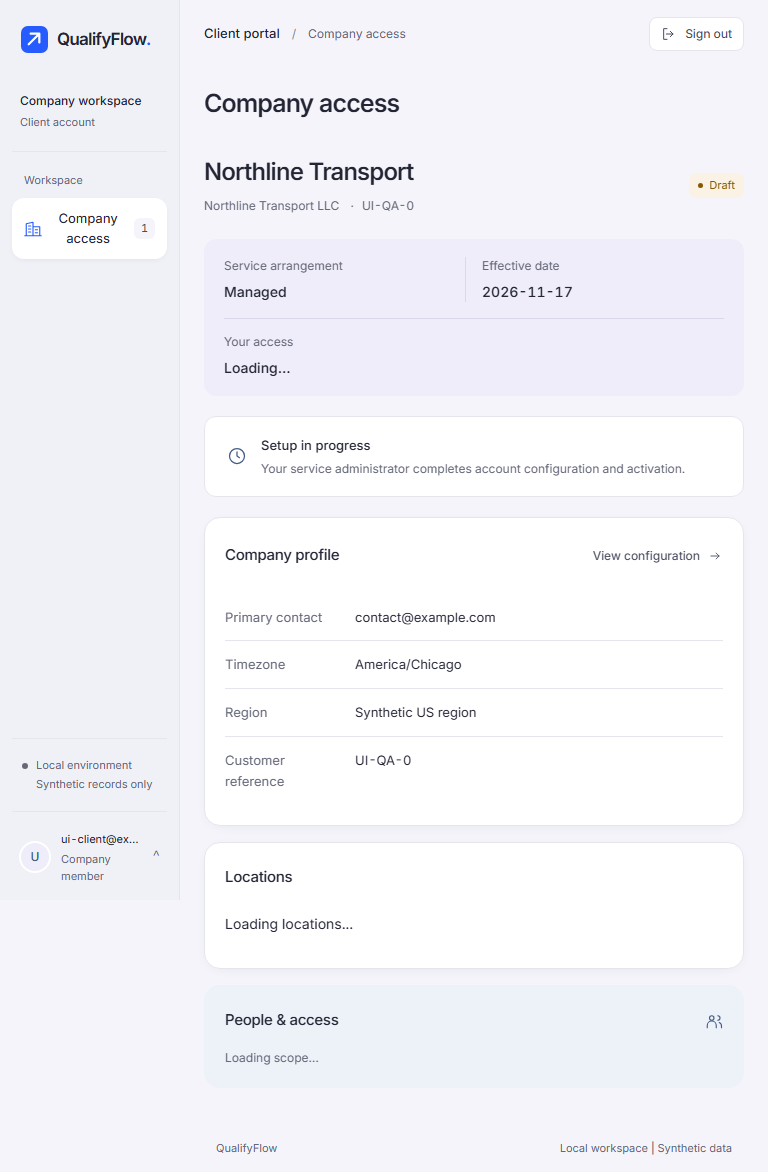 QualifyFlow.
Company workspace
Client account
Workspace
Company
access
1
Local environment
Synthetic records only
U
ui-client@ex...
Company
member
^
Client portal / Company access
Sign out
Company access
Northline Transport
Northline Transport LLC · UI-QA-0
Draft
Service arrangement
Managed
Effective date
2026-11-17
Your access
Loading...
Setup in progress
Your service administrator completes account configuration and activation.
Company profile
View configuration →
Primary contact contact@example.com
Timezone America/Chicago
Region Synthetic US region
Customer UI-QA-0
reference
Locations
Loading locations...
People & access
Loading scope...
QualifyFlow
Local workspace | Synthetic data